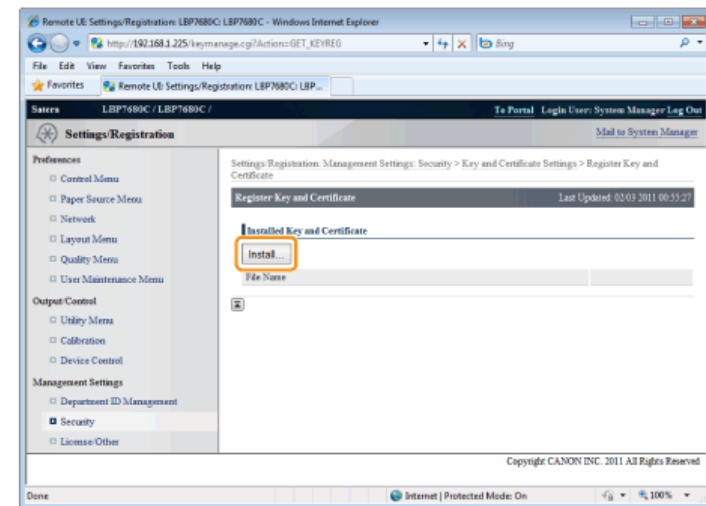 Remote UI: Settings/Registration: LBP7680C: LBP7680C - Windows Internet Explorer
http://192.168.1.225/keymanage.cgi?Action=GET_KEYREG
Bing
File Edit View Favorites Tools Help
Favorites
Remote UI: Settings/Registration: LBP7680C: LBP...
Satera LBP7680C / LBP7680C /
To Portal Login User: System Manager Log Out
Settings/Registration
Mail to System Manager
Preferences
Control Menu
Paper Source Menu
Network
Layout Menu
Quality Menu
User Maintenance Menu
Output/Control
Utility Menu
Calibration
Device Control
Management Settings
Department ID Management
Security
License/Other
Settings/Registration: Management Settings: Security > Key and Certificate Settings > Register Key and
Certificate
Register Key and Certificate
Last Updated: 02/03 2011 00:55:27
Installed Key and Certificate
Install...
File Name
Copyright CANON INC. 2011 All Rights Reserved
Done
Internet | Protected Mode: On
100%